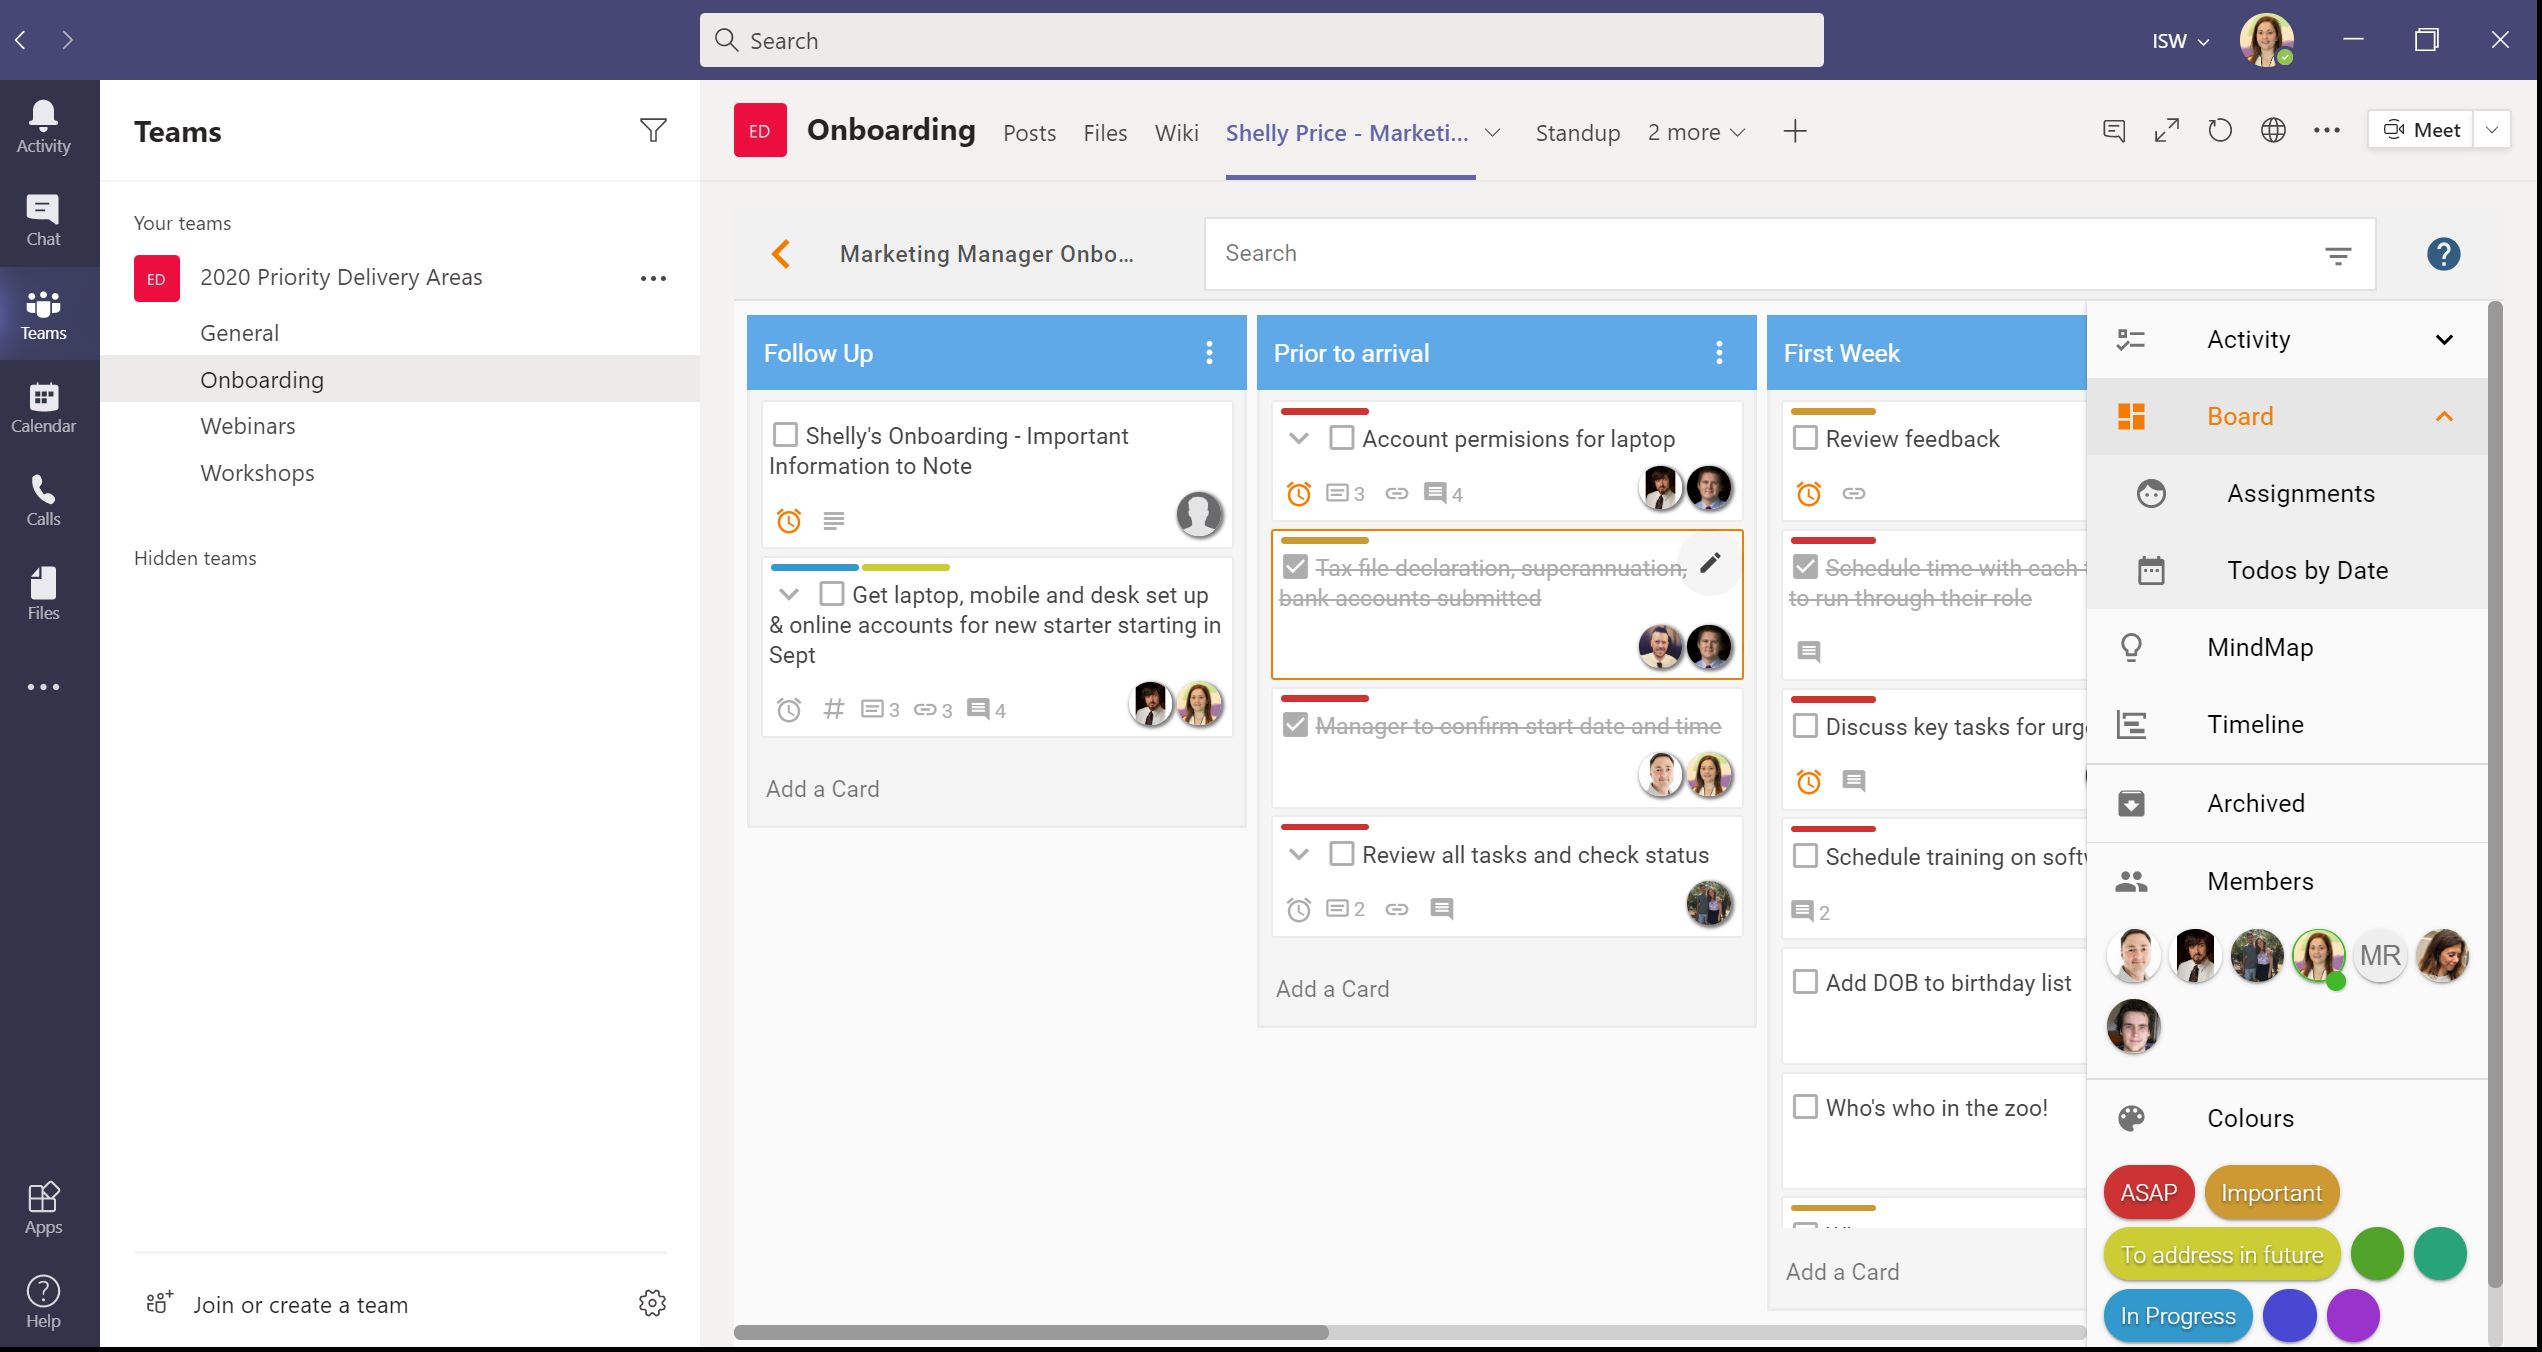 Search
ISW
Activity
Chat
Teams
Calendar
Calls
Files
Apps
Help
Teams
Your teams
ED
2020 Priority Delivery Areas
General
Onboarding
Webinars
Workshops
Hidden teams
Join or create a team
ED
Onboarding
Posts
Files
Wiki
Shelly Price - Marketi...
Standup
2 more
Meet
Marketing Manager Onbo...
Search
Follow Up
Shelly's Onboarding - Important
Information to Note
Get laptop, mobile and desk set up
& online accounts for new starter starting in
Sept
3
3
4
Add a Card
Prior to arrival
Account permisions for laptop
3
4
Tax file declaration, superannuation,
bank accounts submitted
Manager to confirm start date and time
Review all tasks and check status
2
Add a Card
First Week
Review feedback
Schedule time with each
to run through their role
Discuss key tasks for urg
Schedule training on soft
2
Add DOB to birthday list
Who's who in the zoo!
Add a Card
Activity
Board
Assignments
Todos by Date
MindMap
Timeline
Archived
Members
MR
Colours
ASAP
Important
To address in future
In Progress